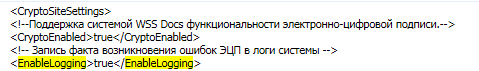 <CryptoSiteSettings>
<!--Поддержка системой WSS Docs функциональности электронно-цифровой подписи.-->
<CryptoEnabled>true</CryptoEnabled>
<!-- Запись факта возникновения ошибок ЭЦП в логи системы -->
<EnableLogging>true</EnableLogging>